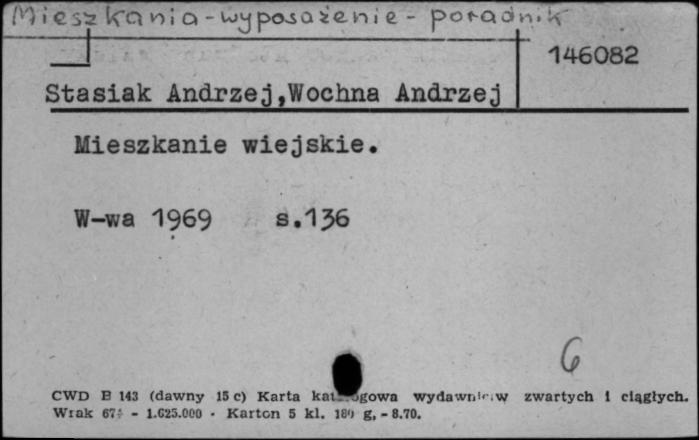 Mieszkania - wyposażenie - poradnik
146082
Stasiak Andrzej,Wochna Andrzej
Mieszkanie wiejskie.
W-wa 1969 s.136
6
CWD B 143 (dawny 15 c) Karta katalogowa wydawnictw zwartych i ciągłych.
Wrak - 1.625.000 - Karton 5 kl. 180 g, - 8.70.